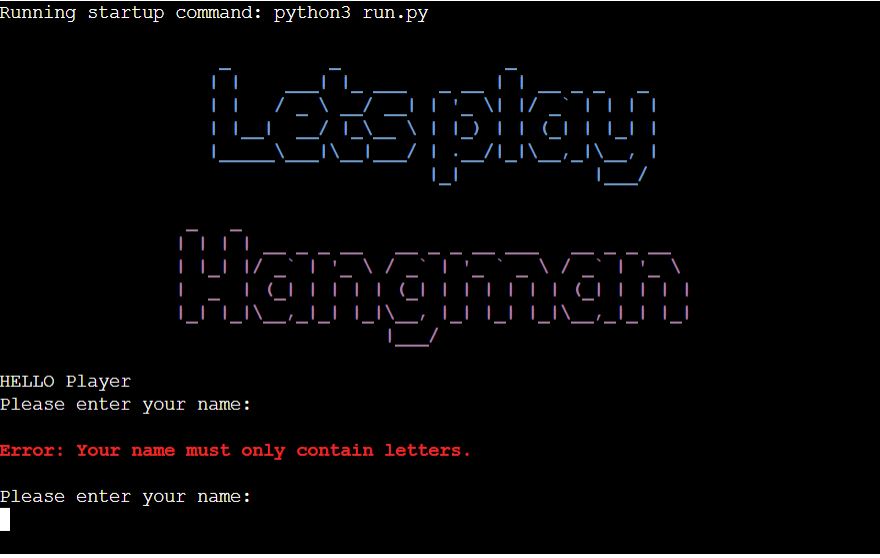 Running startup command: python3 run.py
Lets play
Hangman
HELLO Player
Please enter your name:
Error: Your name must only contain letters.
Please enter your name: